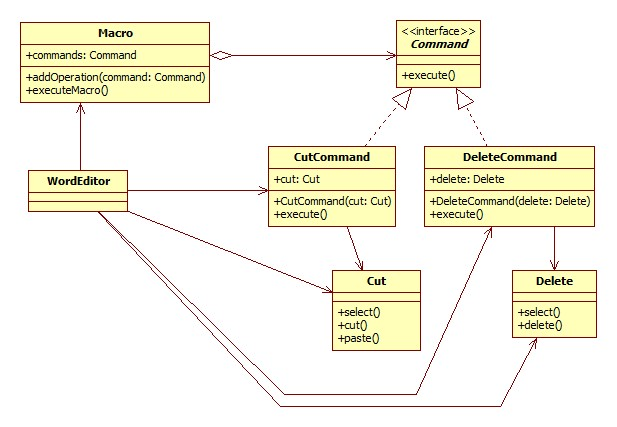 Macro
+commands: Command
+addOperation(command: Command)
+executeMacro()
<<interface>>
Command
+execute()
WordEditor
CutCommand
+cut: Cut
+CutCommand(cut: Cut)
+execute()
DeleteCommand
+delete: Delete
+DeleteCommand(delete: Delete)
+execute()
Cut
+select()
+cut()
+paste()
Delete
+select()
+delete()